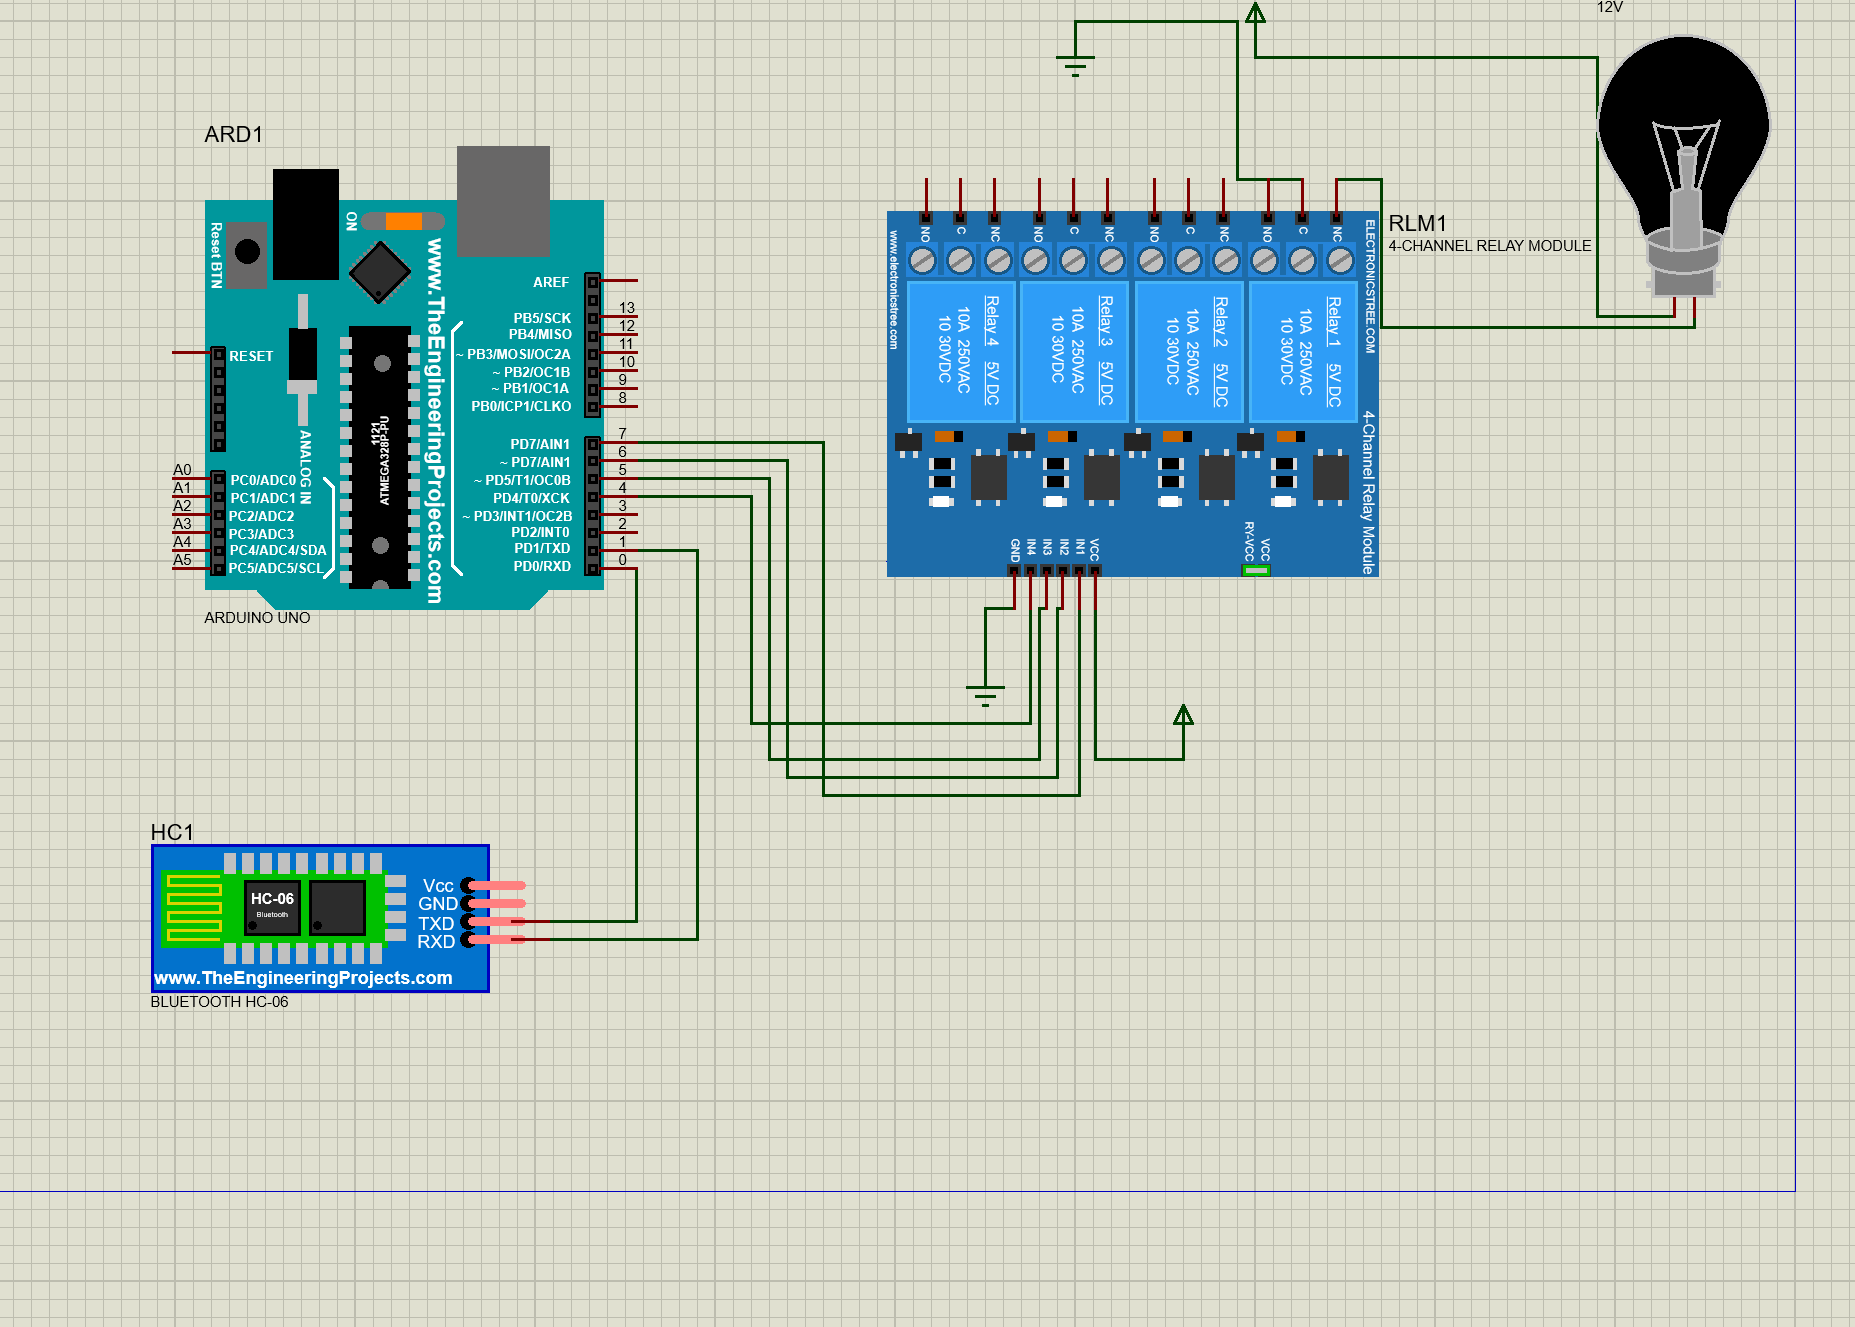 12V
ARD1
ON
Reset BTN
www.TheEngineeringProjects.com
AREF
PB5/SCK 13
PB4/MISO 12
~ PB3/MOSI/OC2A 11
~ PB2/OC1B 10
~ PB1/OC1A 9
PB0/ICP1/CLKO 8
RESET
1121
ATMEGA328P-PU
ANALOG IN
PD7/AIN1 7
~ PD7/AIN1 6
~ PD5/T1/OC0B 5
PD4/T0/XCK 4
~ PD3/INT1/OC2B 3
PD2/INT0 2
PD1/TXD 1
PD0/RXD 0
A0 PC0/ADC0
A1 PC1/ADC1
A2 PC2/ADC2
A3 PC3/ADC3
A4 PC4/ADC4/SDA
A5 PC5/ADC5/SCL
ARDUINO UNO
RLM1
4-CHANNEL RELAY MODULE
NO C NC NO C NC NO C NC NO C NC
www.electronicstree.com
ELECTRONICSTREE.COM
Relay 4 5V DC
10A 250VAC
10 30VDC
Relay 3 5V DC
10A 250VAC
10 30VDC
Relay 2 5V DC
10A 250VAC
10 30VDC
Relay 1 5V DC
10A 250VAC
10 30VDC
4-Channel Relay Module
GND IN4 IN3 IN2 IN1 VCC
RY-VCC VCC
HC1
HC-06
Bluetooth
Vcc
GND
TXD
RXD
www.TheEngineeringProjects.com
BLUETOOTH HC-06